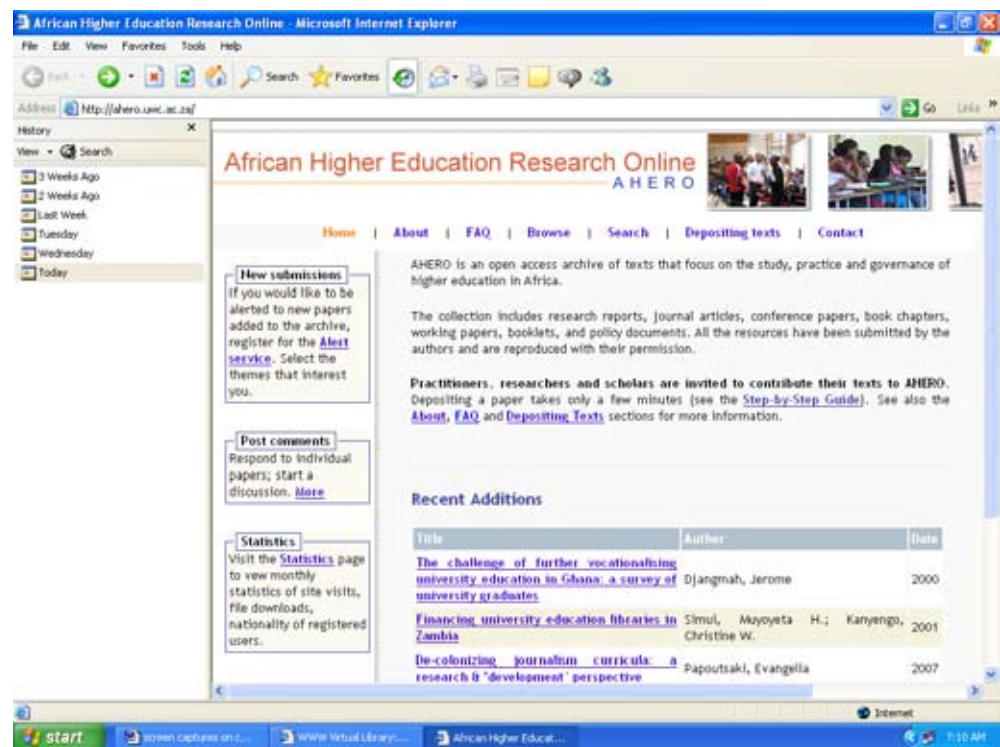 African Higher Education Research Online - Microsoft Internet Explorer
File Edit View Favorites Tools Help
Back Search Favorites
Address http://ahero.uwc.ac.za/ Go Links
History
View Search
3 Weeks Ago
2 Weeks Ago
Last Week
Tuesday
Wednesday
Today
African Higher Education Research Online
AHERO
Home | About | FAQ | Browse | Search | Depositing texts | Contact
New submissions
If you would like to be
alerted to new papers
added to the archive,
register for the Alert
service. Select the
themes that interest
you.
Post comments
Respond to individual
papers; start a
discussion. More
Statistics
Visit the Statistics page
to vew monthly
statistics of site visits,
file downloads,
nationality of registered
users.
AHERO is an open access archive of texts that focus on the study, practice and governance of
higher education in Africa.
The collection includes research reports, journal articles, conference papers, book chapters,
working papers, booklets, and policy documents. All the resources have been submitted by the
authors and are reproduced with their permission.
Practitioners, researchers and scholars are invited to contribute their texts to AHERO.
Depositing a paper takes only a few minutes (see the Step-by-Step Guide). See also the
About, FAQ and Depositing Texts sections for more information.
Recent Additions
Title Author Date
The challenge of further vocationalising
university education in Ghana: a survey of
university graduates
Djangmah, Jerome 2000
Financing university education libraries in
Zambia
Simui, Muyoyeta H.; Kanyengo,
Christine W.
2001
De-colonizing journalism curricula: a
research & 'development' perspective
Papoutsaki, Evangelia 2007
Internet
start screen captures on c... WWW Virtual Library:... African Higher Educat... 7:10 AM